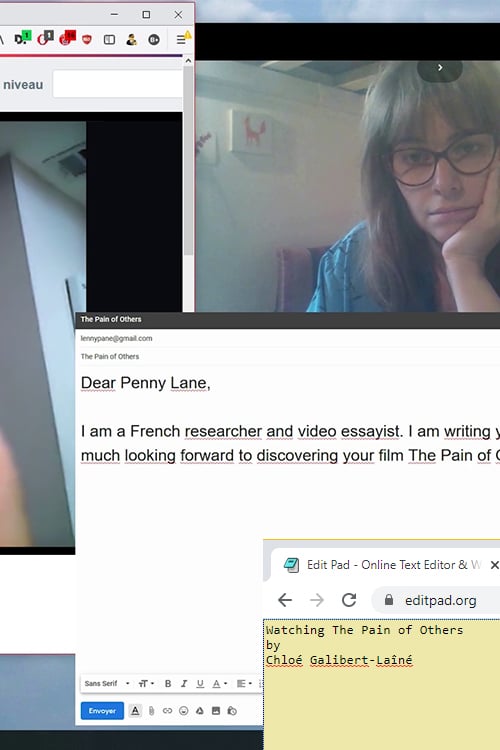 niveau
The Pain of Others
lennypane@gmail.com
The Pain of Others
Dear Penny Lane,
I am a French researcher and video essayist. I am writing
much looking forward to discovering your film The Pain of
Sans Serif
Envoyer
Edit Pad - Online Text Editor &
editpad.org
Watching The Pain of Others
by
Chloé Galibert-Laîné